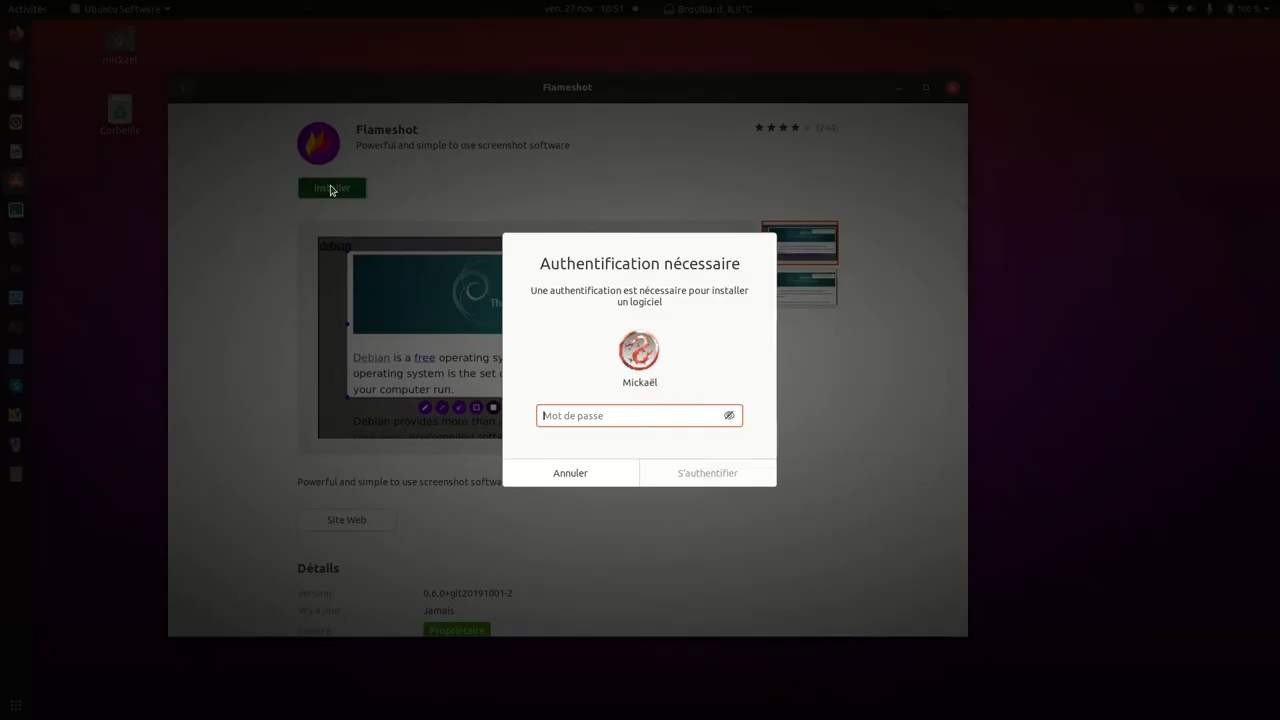 Activités
Ubuntu Software
ven. 27 nov. 10:51
Brouillard, 8,9 °C
100 %
mickael
Corbeille
Flameshot
Flameshot
Powerful and simple to use screenshot software
(244)
Installer
debian
Th
Debian is a free operating sy
operating system is the set o
your computer run.
Debian provides more than a
Authentification nécessaire
Une authentification est nécessaire pour installer
un logiciel
Mickaël
Mot de passe
Annuler
S'authentifier
Powerful and simple to use screenshot softwa
Site Web
Détails
Version
0.6.0+git20191001-2
Mis à jour
Jamais
Licence
Propriétaire